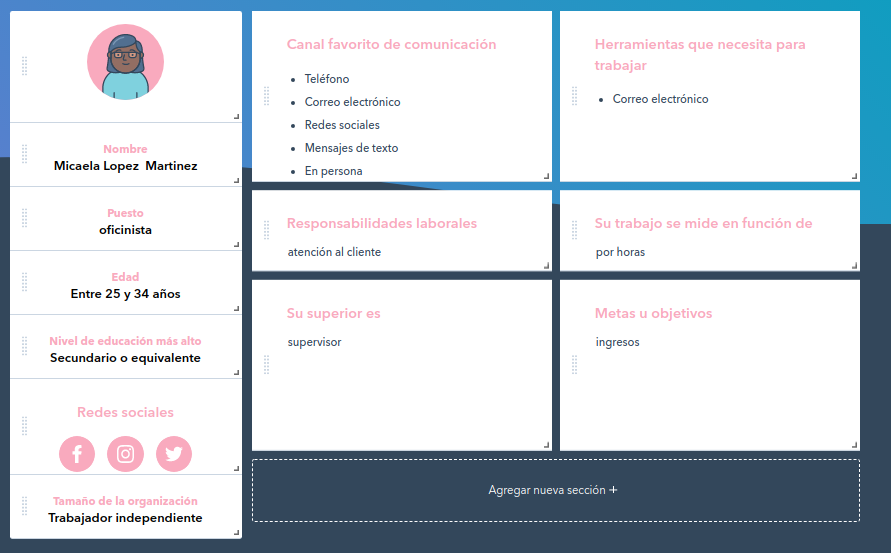 Nombre
Micaela Lopez  Martinez
Puesto
oficinista
Edad
Entre 25 y 34 años
Nivel de educación más alto
Secundario o equivalente
Redes sociales
Tamaño de la organización
Trabajador independiente
Canal favorito de comunicación
Teléfono
Correo electrónico
Redes sociales
Mensajes de texto
En persona
Herramientas que necesita para
trabajar
Correo electrónico
Responsabilidades laborales
atención al cliente
Su trabajo se mide en función de
por horas
Su superior es
supervisor
Metas u objetivos
ingresos
Agregar nueva sección +